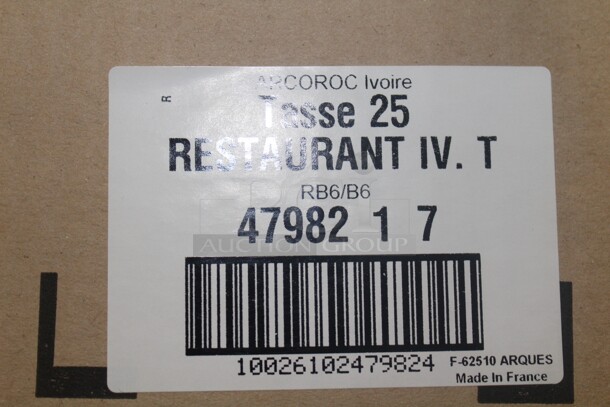 ARCOROC Ivoire
R
Tasse 25
RESTAURANT IV. T
RB6/B6
47982 1 7
AUCTION GROUP
10026102479824
F-62510 ARQUES
Made In France